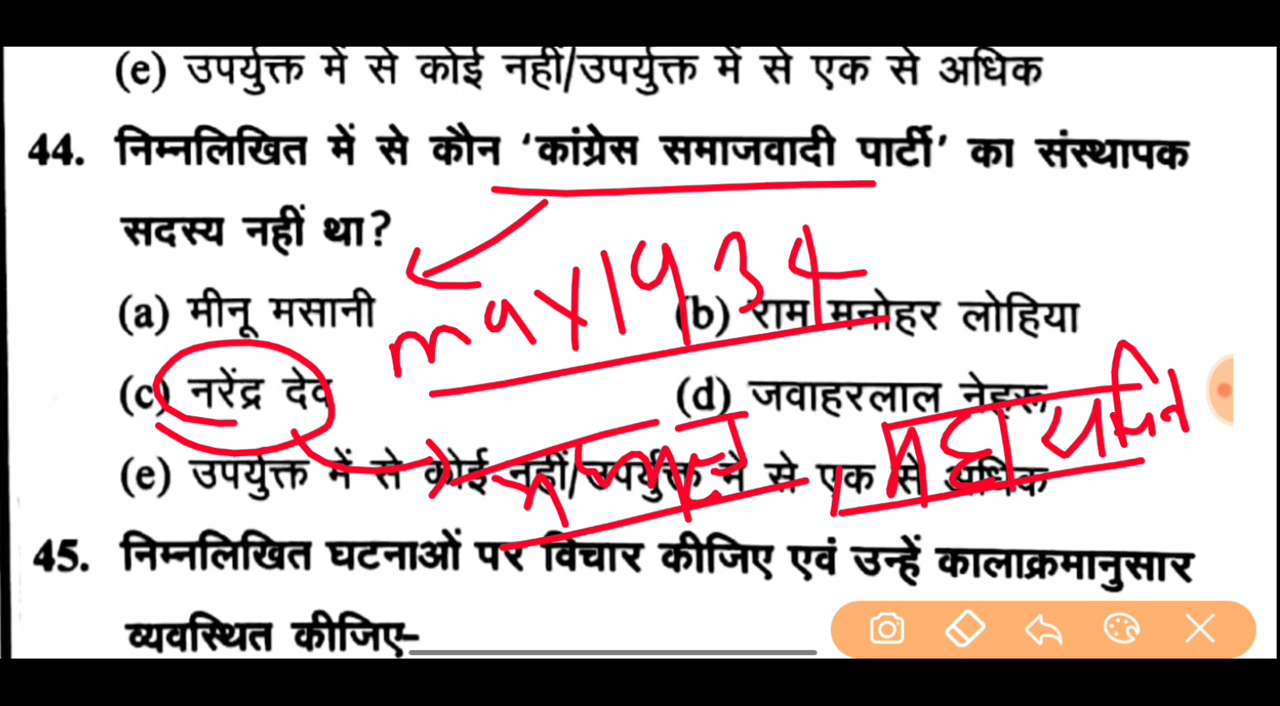 (e) उपर्युक्त में से कोई नहीं/उपर्युक्त में से एक से अधिक
44. निम्नलिखित में से कौन ‘कांग्रेस समाजवादी पार्टी’ का संस्थापक
सदस्य नहीं था?
may 1934
(a) मीनू मसानी (b) राम मनोहर लोहिया
(c) नरेंद्र देव (d) जवाहरलाल नेहरू
(e) उपर्युक्त में से कोई नहीं/उपर्युक्त में से एक से अधिक
45. निम्नलिखित घटनाओं पर विचार कीजिए एवं उन्हें कालाक्रमानुसार
व्यवस्थित कीजिए-